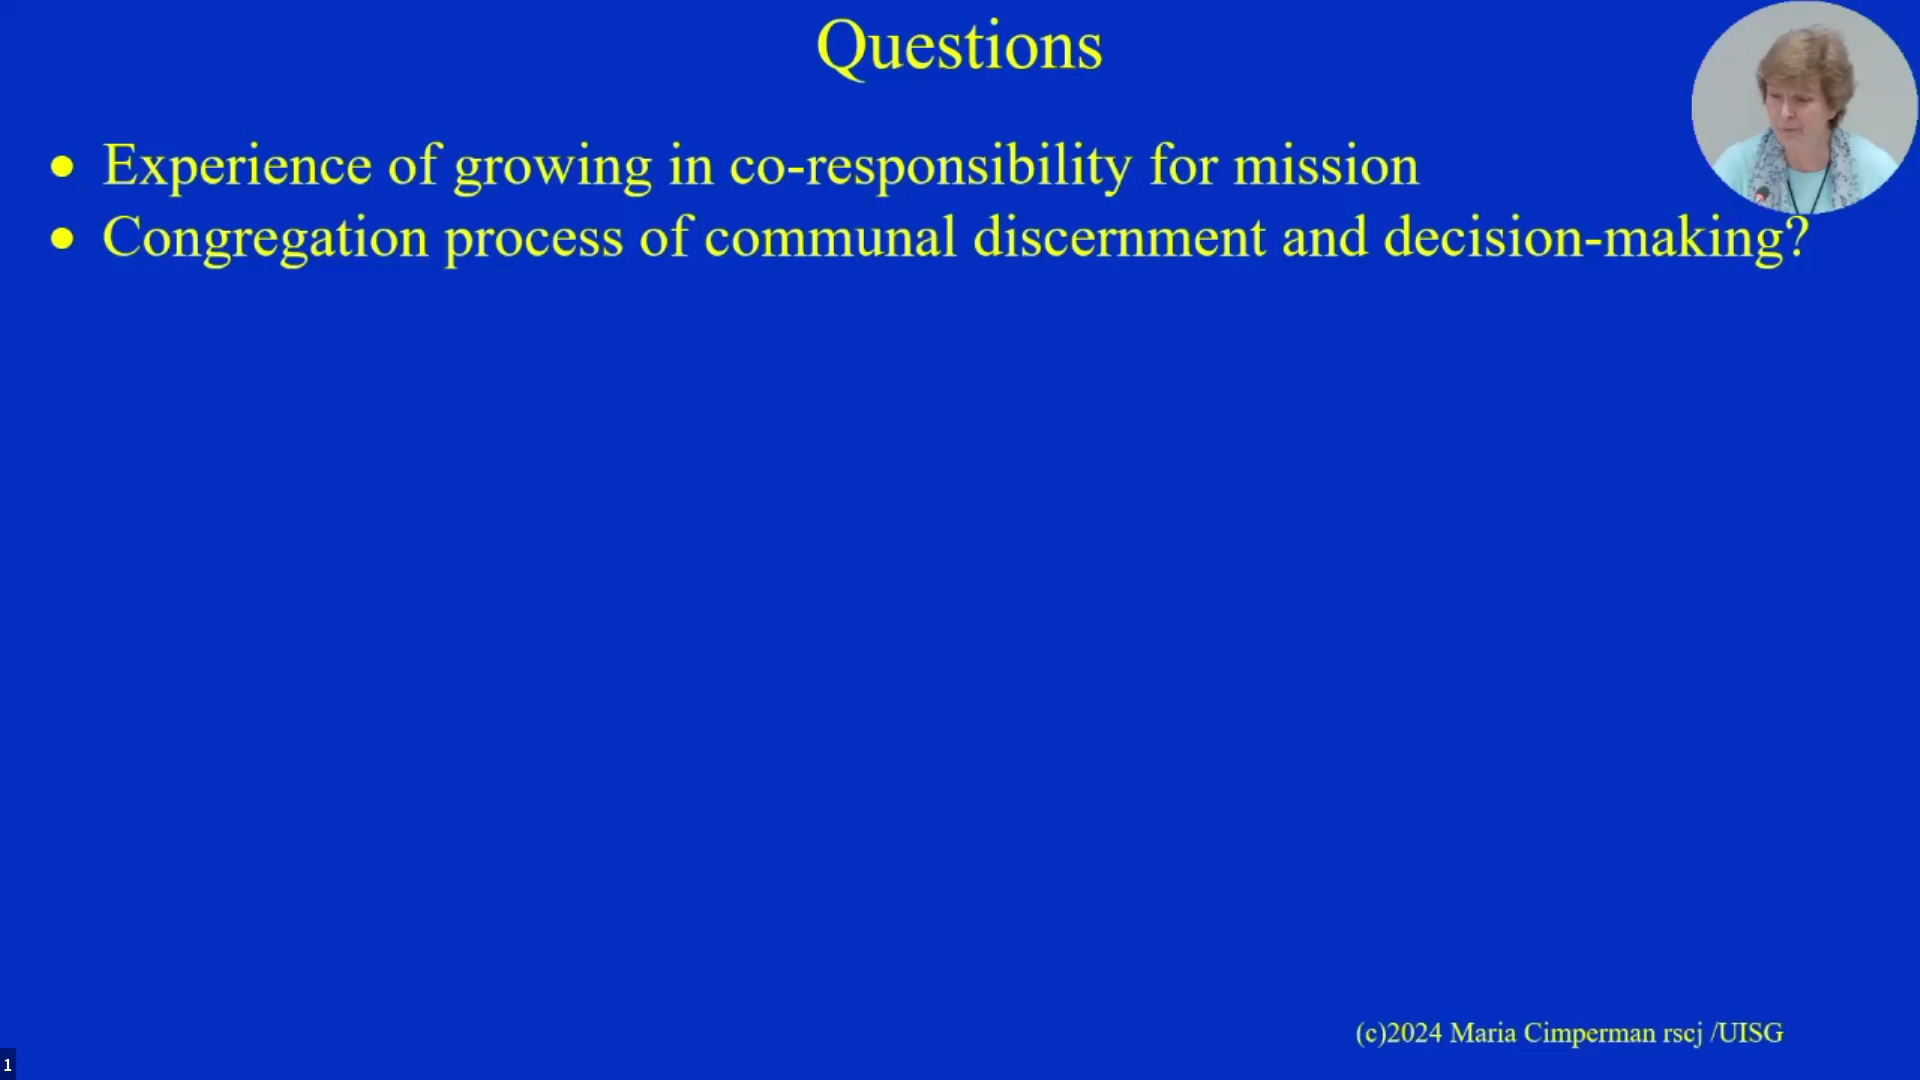 Questions
● Experience of growing in co-responsibility for mission
● Congregation process of communal discernment and decision-making?
(c)2024 Maria Cimperman rscj /UISG
1